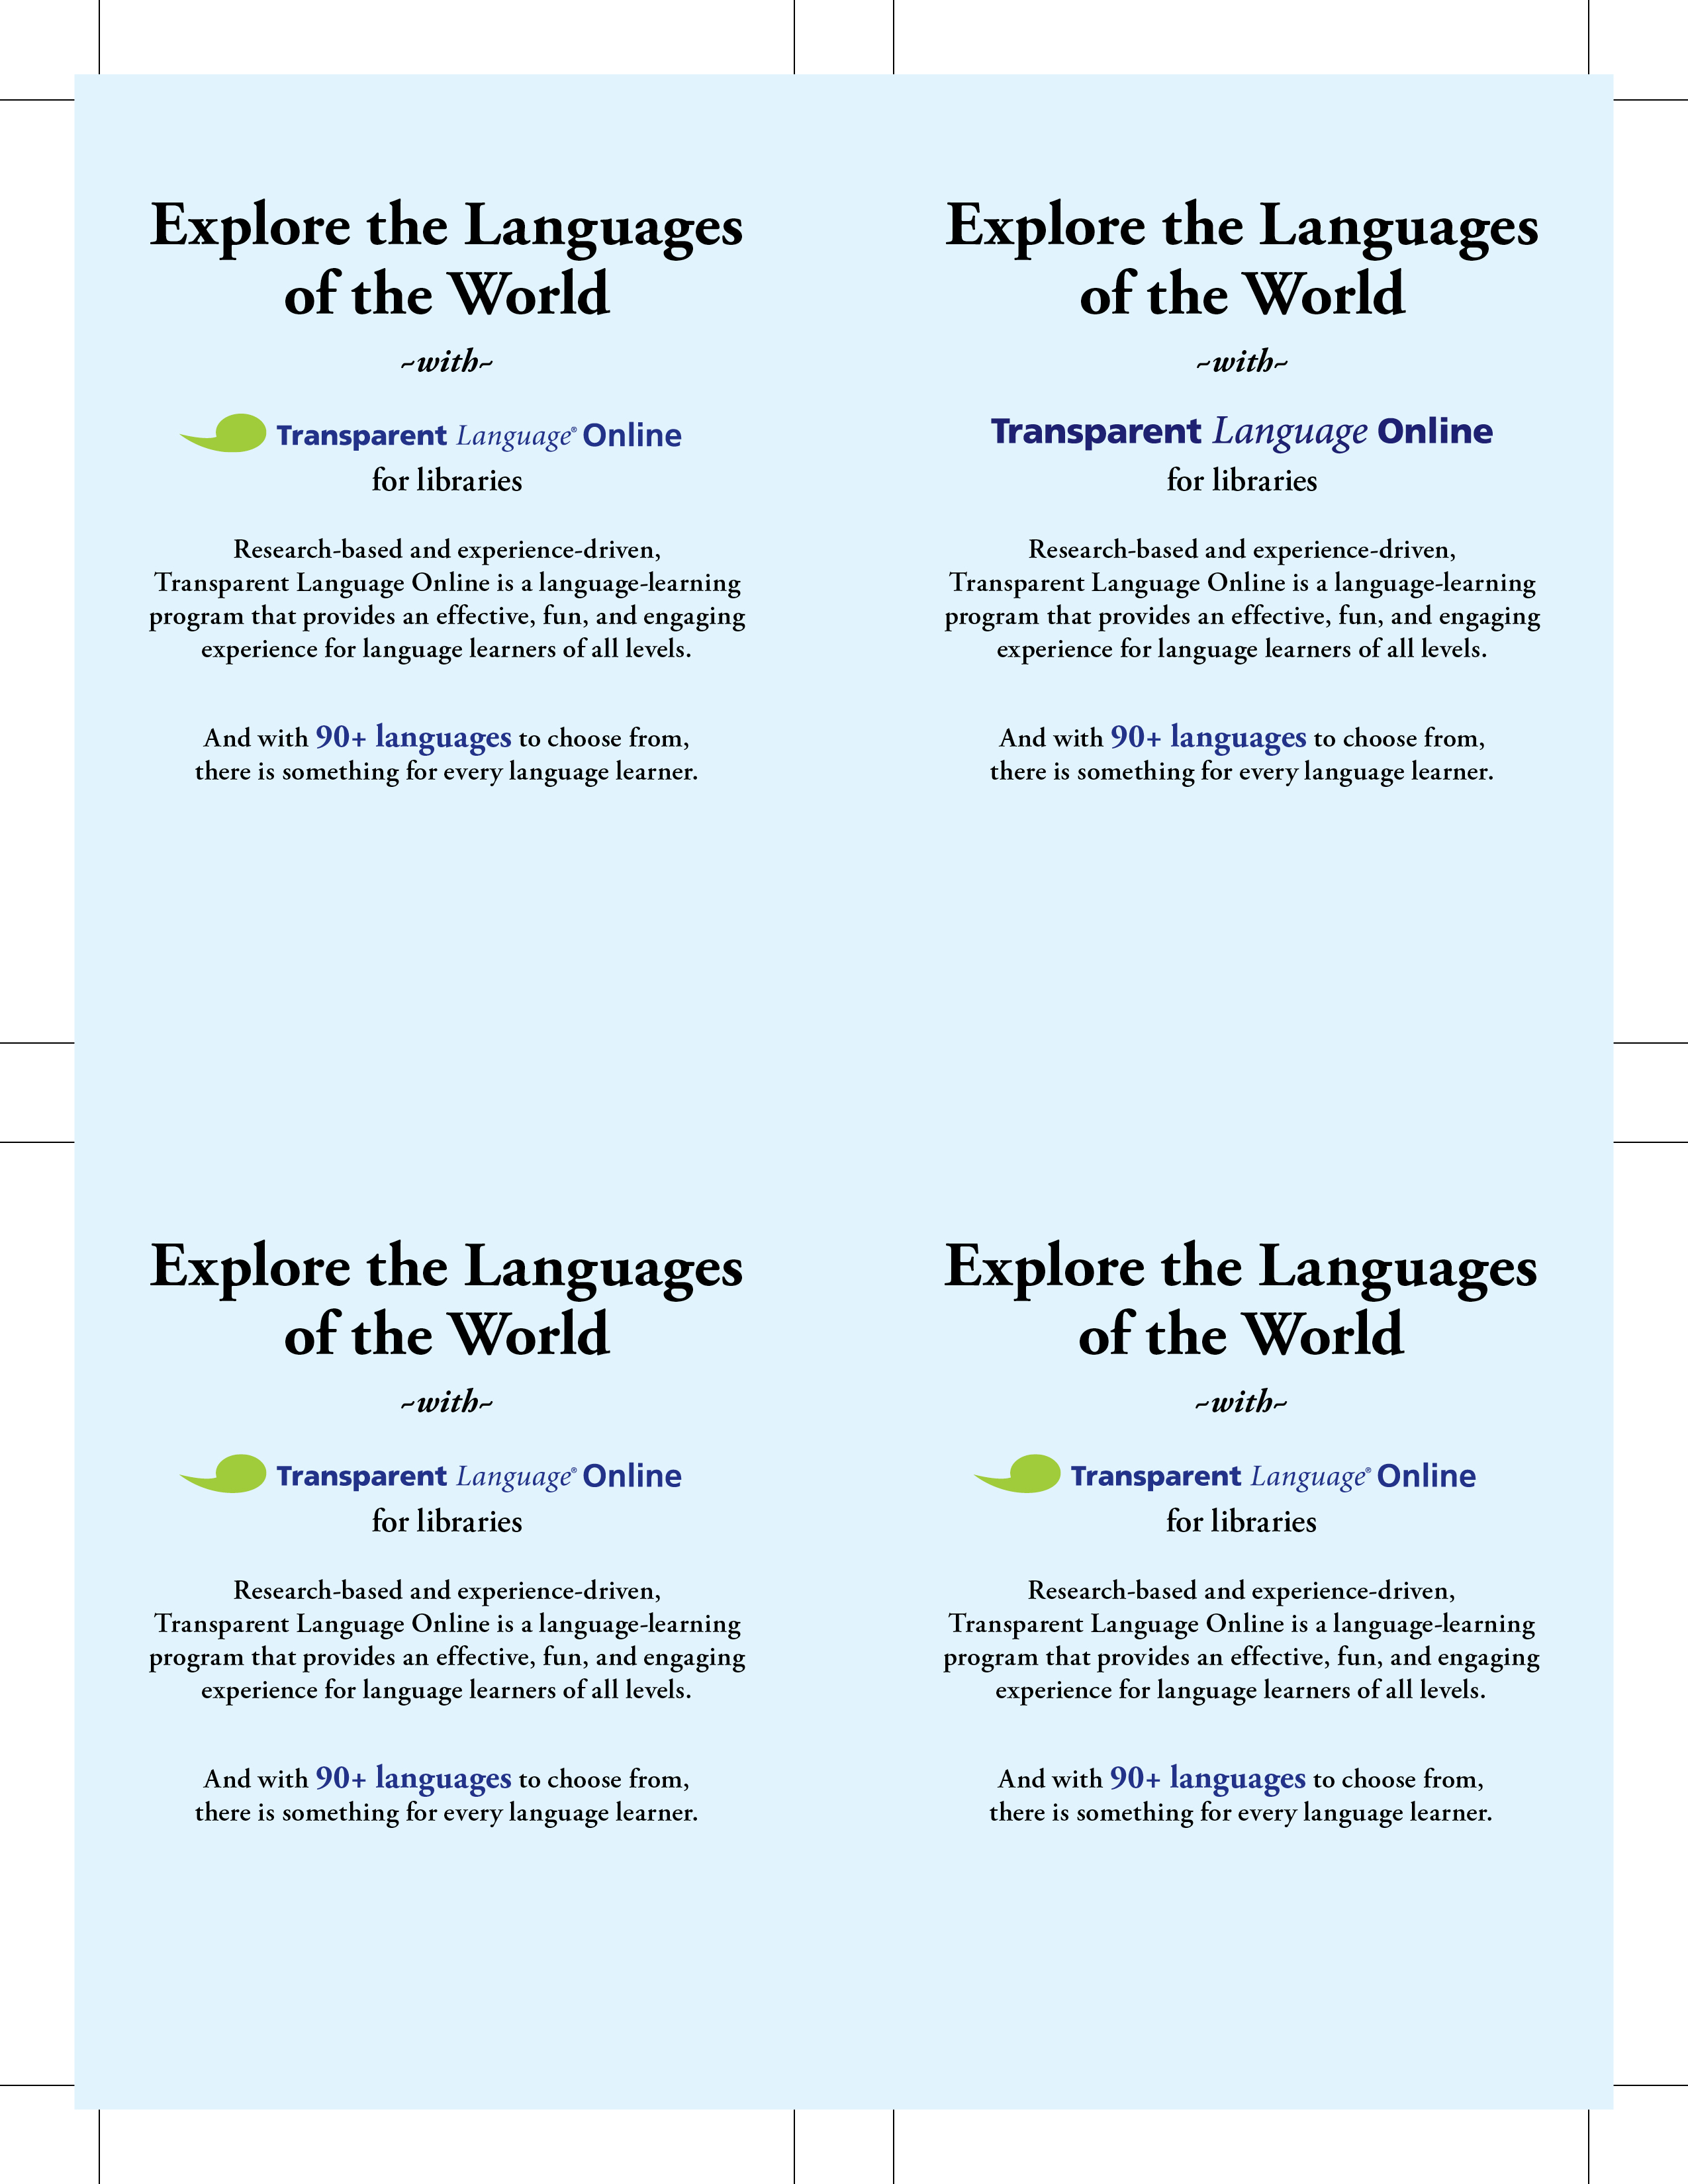 Explore the Languages
of the World
~with~
Transparent Language® Online
for libraries
Research-based and experience-driven,
Transparent Language Online is a language-learning
program that provides an effective, fun, and engaging
experience for language learners of all levels.
And with 90+ languages to choose from,
there is something for every language learner.
Explore the Languages
of the World
~with~
Transparent Language Online
for libraries
Research-based and experience-driven,
Transparent Language Online is a language-learning
program that provides an effective, fun, and engaging
experience for language learners of all levels.
And with 90+ languages to choose from,
there is something for every language learner.
Explore the Languages
of the World
~with~
Transparent Language® Online
for libraries
Research-based and experience-driven,
Transparent Language Online is a language-learning
program that provides an effective, fun, and engaging
experience for language learners of all levels.
And with 90+ languages to choose from,
there is something for every language learner.
Explore the Languages
of the World
~with~
Transparent Language® Online
for libraries
Research-based and experience-driven,
Transparent Language Online is a language-learning
program that provides an effective, fun, and engaging
experience for language learners of all levels.
And with 90+ languages to choose from,
there is something for every language learner.